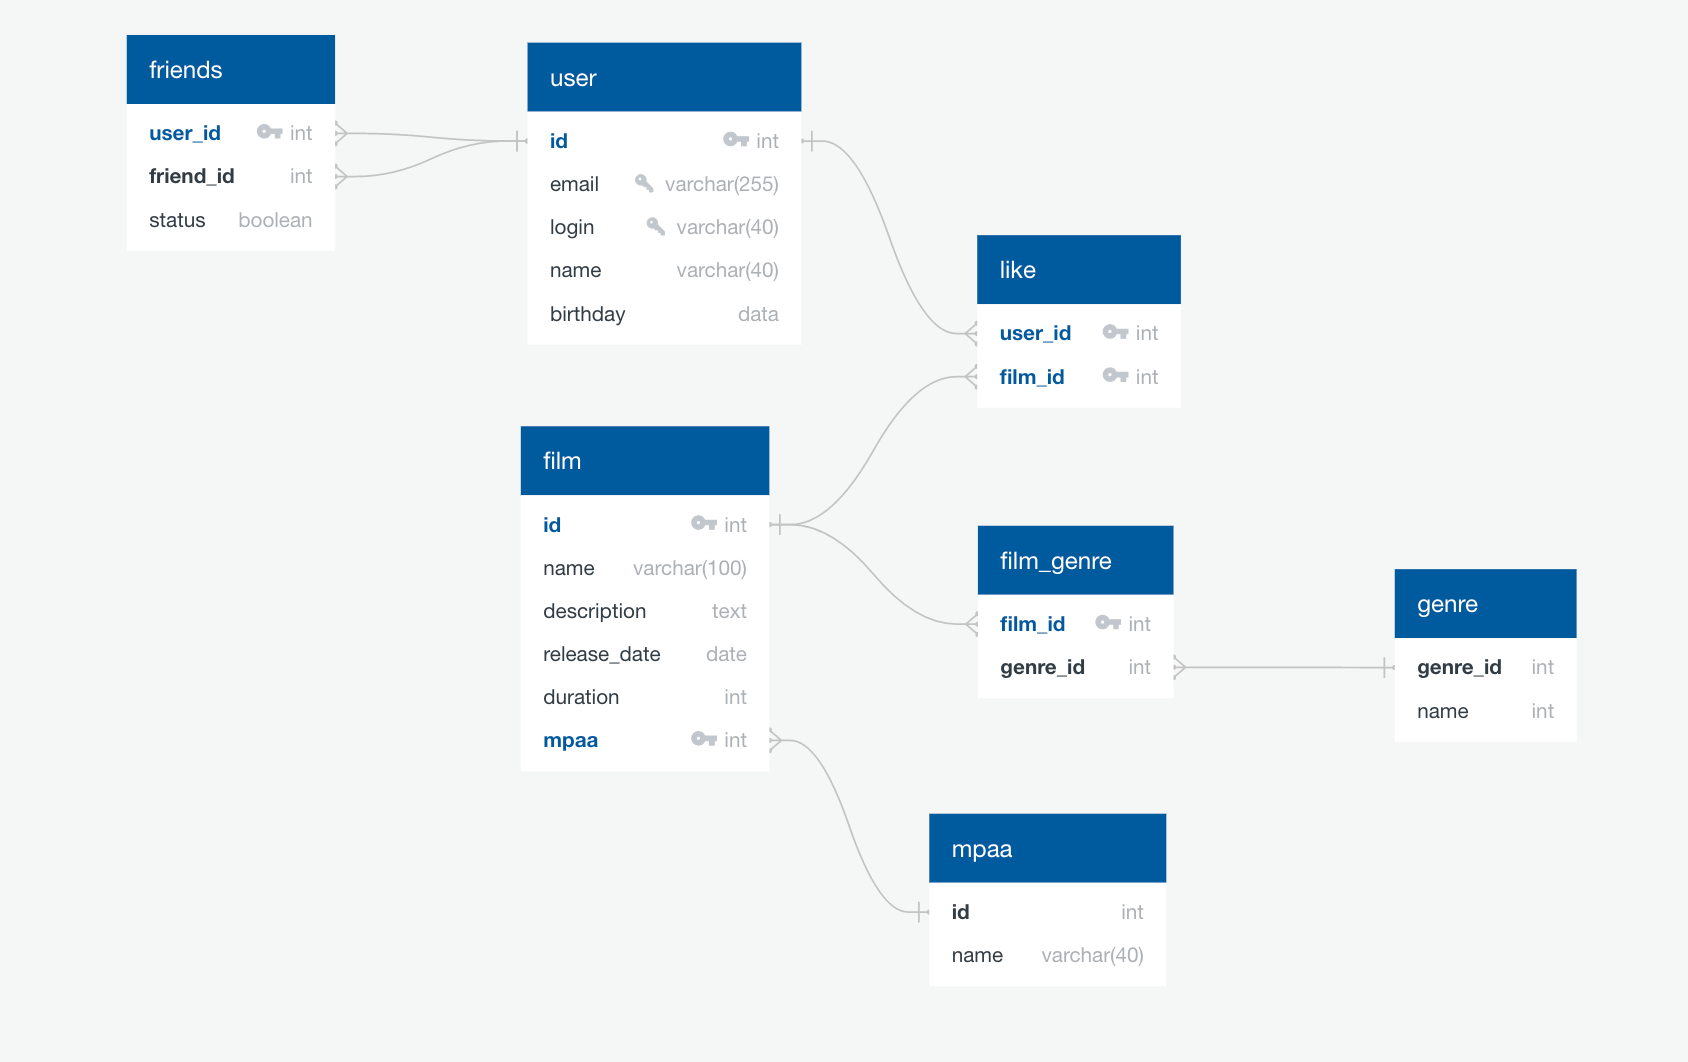 friends
user_id int
friend_id int
status boolean
user
id int
email varchar(255)
login varchar(40)
name varchar(40)
birthday data
like
user_id int
film_id int
film
id int
name varchar(100)
description text
release_date date
duration int
mpaa int
film_genre
film_id int
genre_id int
genre
genre_id int
name int
mpaa
id int
name varchar(40)